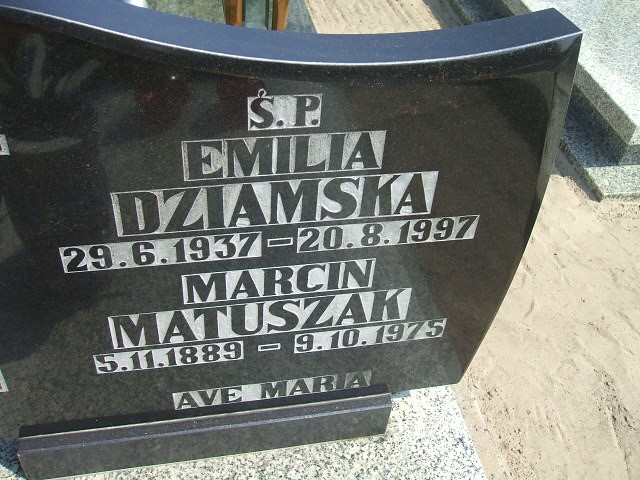 Ś.P.
EMILIA
DZIAMSKA
29.6.1937 – 20.8.1997
MARCIN
MATUSZAK
5.11.1889 – 9.10.1975
AVE MARIA